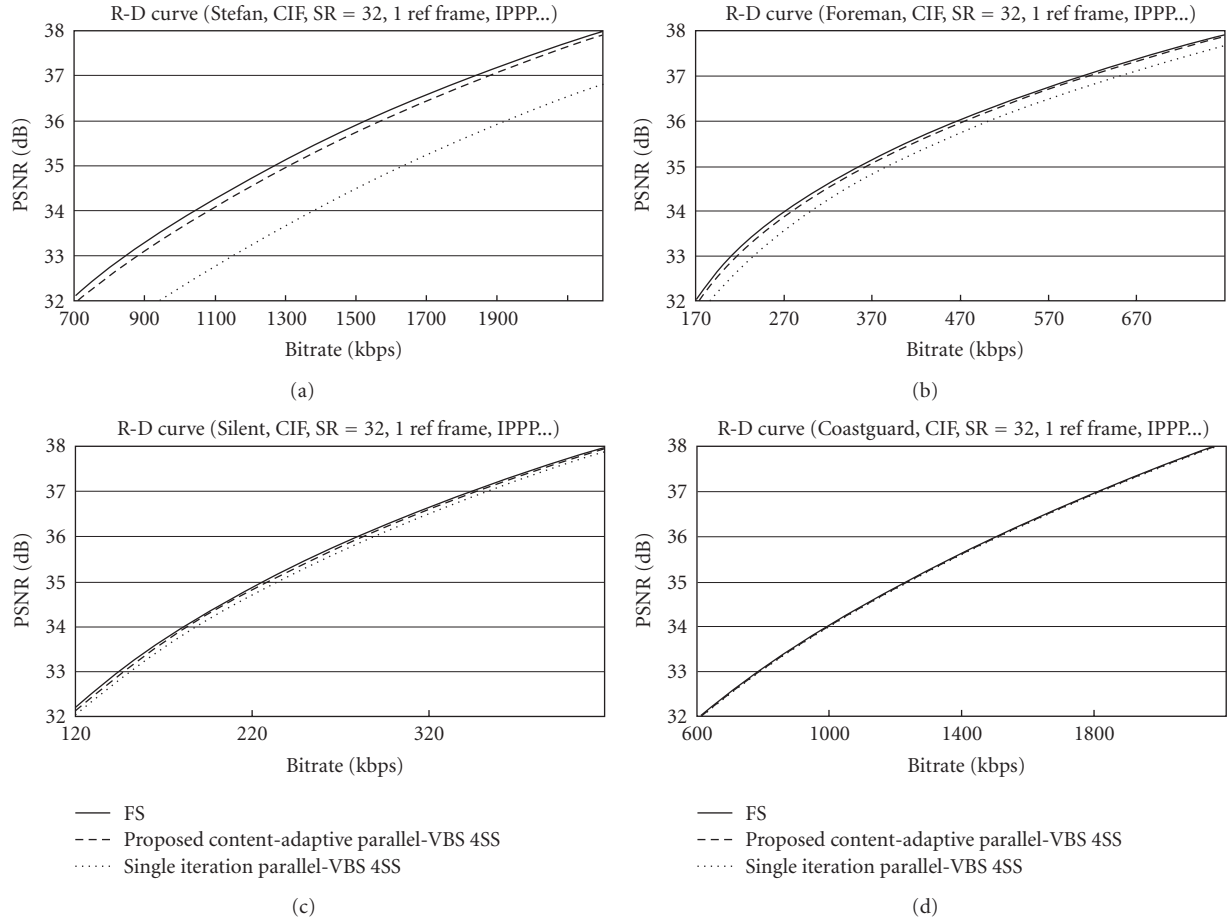 R-D curve (Stefan, CIF, SR = 32, 1 ref frame, IPPP...)
38
37
36
35
34
33
32
PSNR (dB)
700 900 1100 1300 1500 1700 1900
Bitrate (kbps)
(a)
R-D curve (Foreman, CIF, SR = 32, 1 ref frame, IPPP...)
38
37
36
35
34
33
32
PSNR (dB)
170 270 370 470 570 670
Bitrate (kbps)
(b)
R-D curve (Silent, CIF, SR = 32, 1 ref frame, IPPP...)
38
37
36
35
34
33
32
PSNR (dB)
120 220 320
Bitrate (kbps)
FS
Proposed content-adaptive parallel-VBS 4SS
Single iteration parallel-VBS 4SS
(c)
R-D curve (Coastguard, CIF, SR = 32, 1 ref frame, IPPP...)
38
37
36
35
34
33
32
PSNR (dB)
600 1000 1400 1800
Bitrate (kbps)
FS
Proposed content-adaptive parallel-VBS 4SS
Single iteration parallel-VBS 4SS
(d)